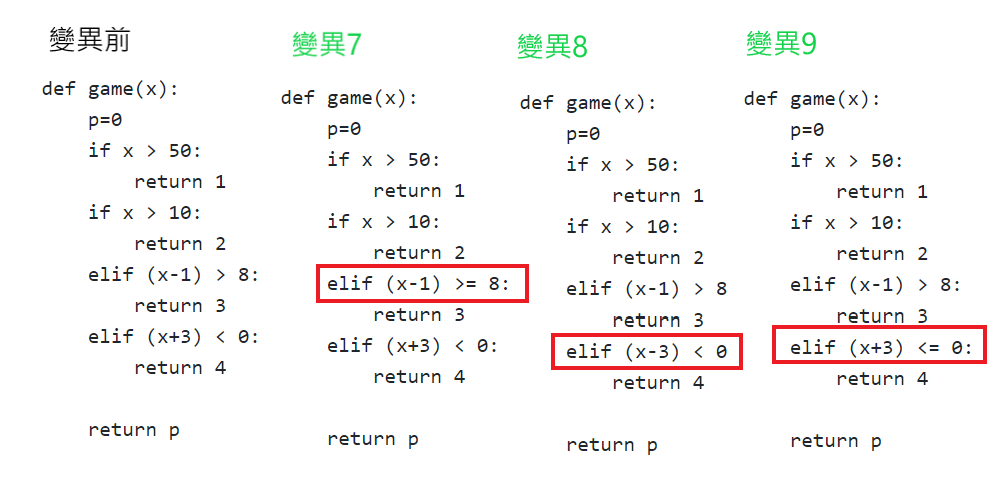 變異前
def game(x):
    p=0
    if x > 50:
        return 1
    if x > 10:
        return 2
    elif (x-1) > 8:
        return 3
    elif (x+3) < 0:
        return 4
    return p
變異7
def game(x):
    p=0
    if x > 50:
        return 1
    if x > 10:
        return 2
    elif (x-1) >= 8:
        return 3
    elif (x+3) < 0:
        return 4
    return p
變異8
def game(x):
    p=0
    if x > 50:
        return 1
    if x > 10:
        return 2
    elif (x-1) > 8
        return 3
    elif (x-3) < 0
        return 4
    return p
變異9
def game(x):
    p=0
    if x > 50:
        return 1
    if x > 10:
        return 2
    elif (x-1) > 8:
        return 3
    elif (x+3) <= 0:
        return 4
    return p